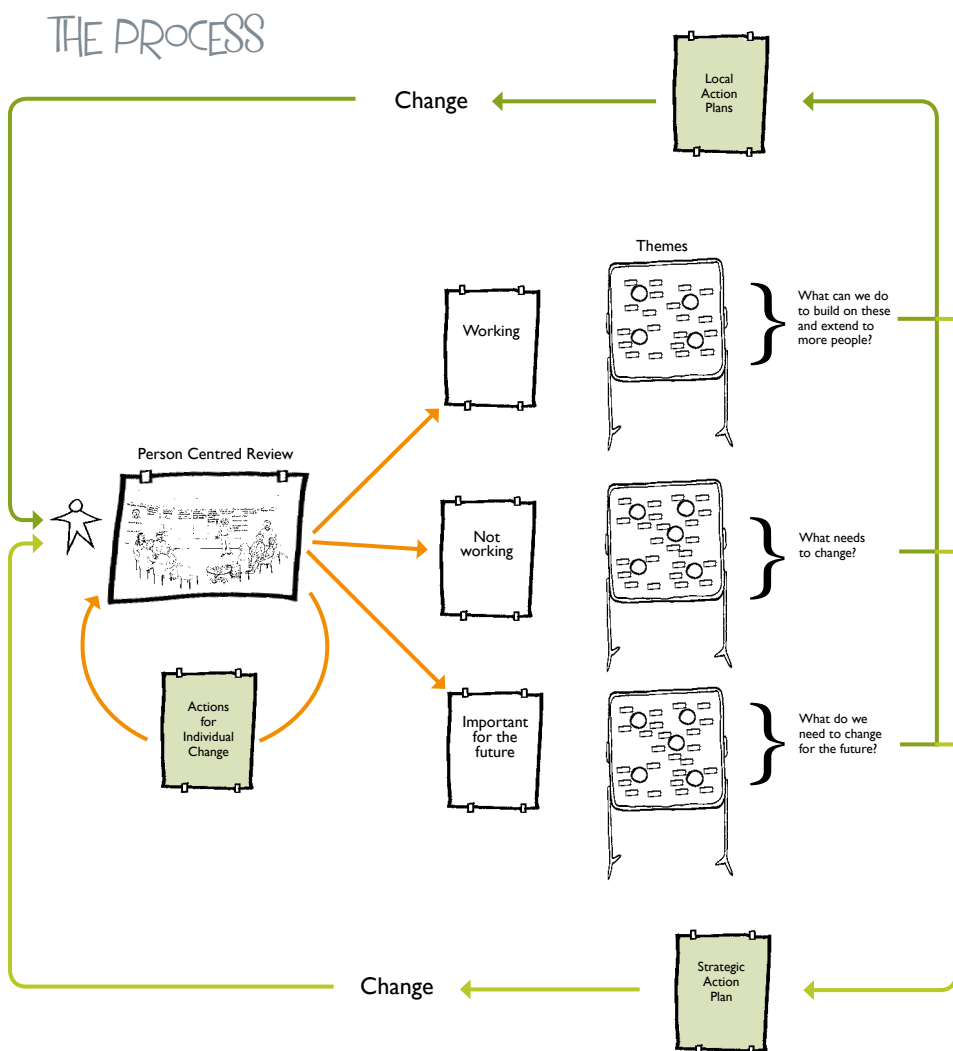 THE PROCESS
Local
Action
Plans
Change
Themes
Working
What can we do
to build on these
and extend to
more people?
Person Centred Review
Not
working
What needs
to change?
Actions
for
Individual
Change
Important
for the
future
What do we
need to change
for the future?
Strategic
Action
Plan
Change